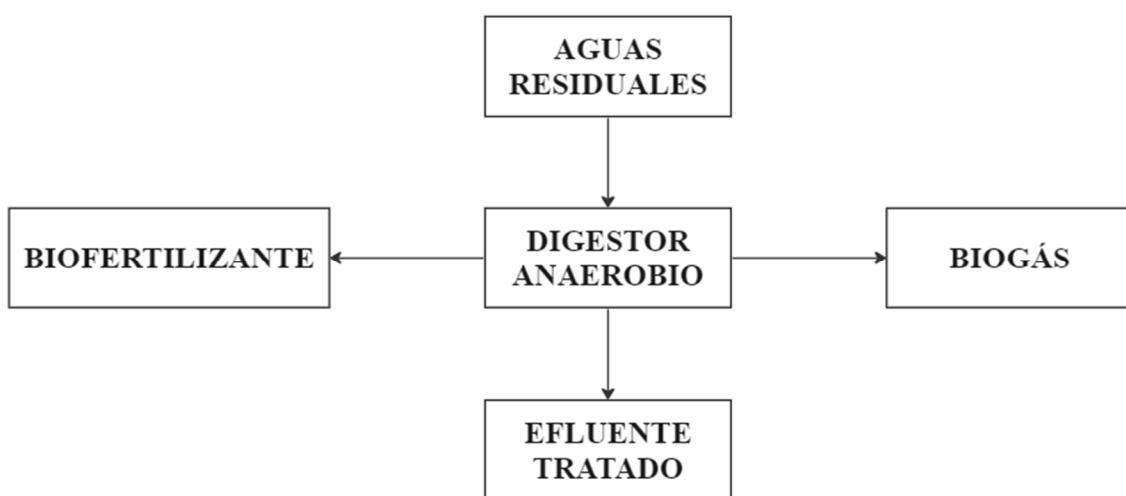 AGUAS
RESIDUALES
BIOFERTILIZANTE
DIGESTOR
ANAEROBIO
BIOGÁS
EFLUENTE
TRATADO